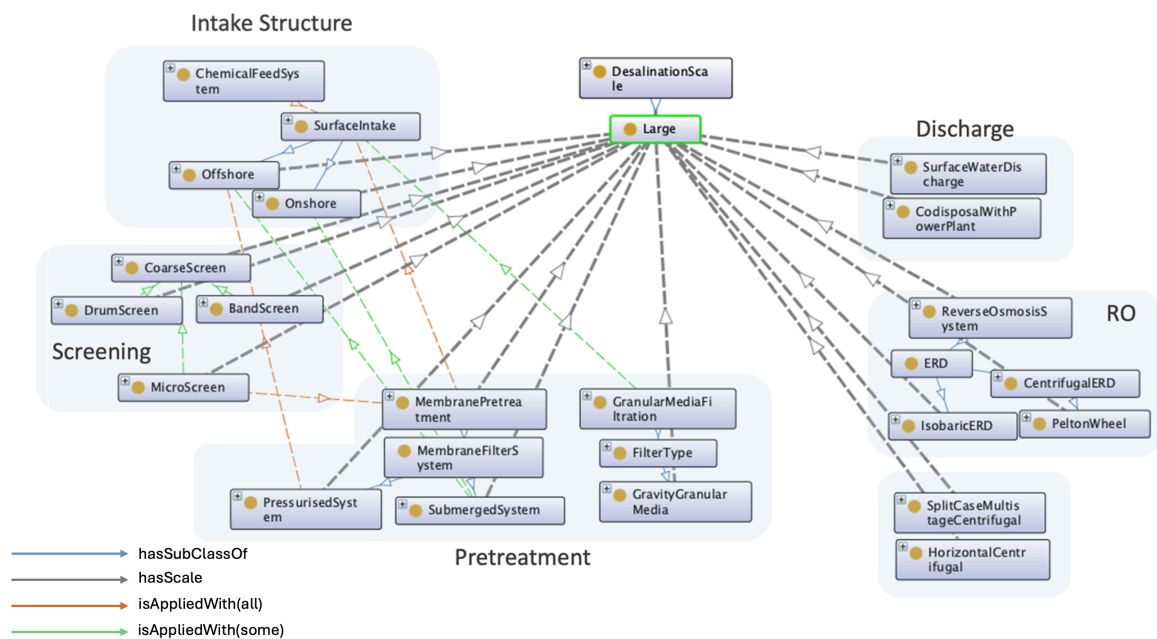 Intake Structure
ChemicalFeedSys
tem
SurfaceIntake
Offshore
Onshore
DesalinationSca
le
Large
Discharge
SurfaceWaterDis
charge
CodisposalWithP
owerPlant
CoarseScreen
DrumScreen
BandScreen
Screening
MicroScreen
ReverseOsmosisS
ystem
RO
ERD
CentrifugalERD
IsobaricERD
PeltonWheel
MembranePretrea
tment
GranularMediaFi
ltration
MembraneFilterS
ystem
FilterType
PressurisedSyst
em
SubmergedSystem
GravityGranular
Media
Pretreatment
SplitCaseMultis
tageCentrifugal
HorizontalCentr
ifugal
hasSubClassOf
hasScale
isAppliedWith(all)
isAppliedWith(some)